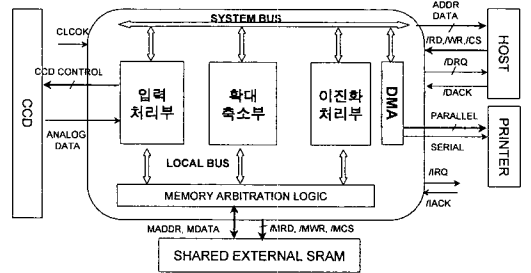 SYSTEM BUS
ADDR
DATA
CLCOK
/RD,/WR,/CS
CCD CONTROL
/DRQ
HOST
CCD
입력
처리부
확대
축소부
이진화
처리부
DMA
/DACK
ANALOG
DATA
PARALLEL
SERIAL
PRINTER
LOCAL BUS
/IRQ
MEMORY ARBITRATION LOGIC
/IACK
MADDR, MDATA
/MRD, /MWR, /MCS
SHARED EXTERNAL SRAM